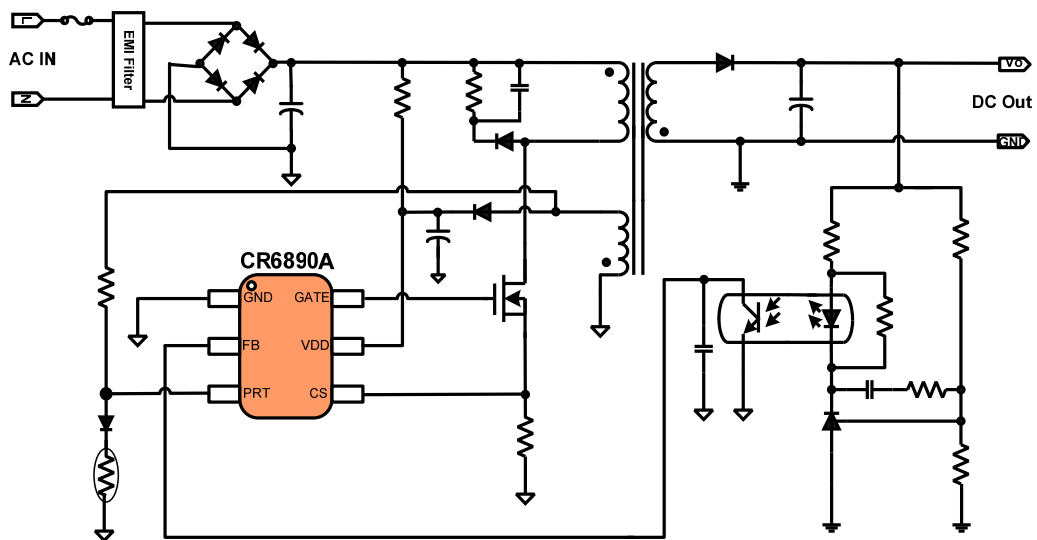 L
AC IN
N
EMI Filter
Vo
DC Out
GND
CR6890A
GND
GATE
FB
VDD
PRT
CS